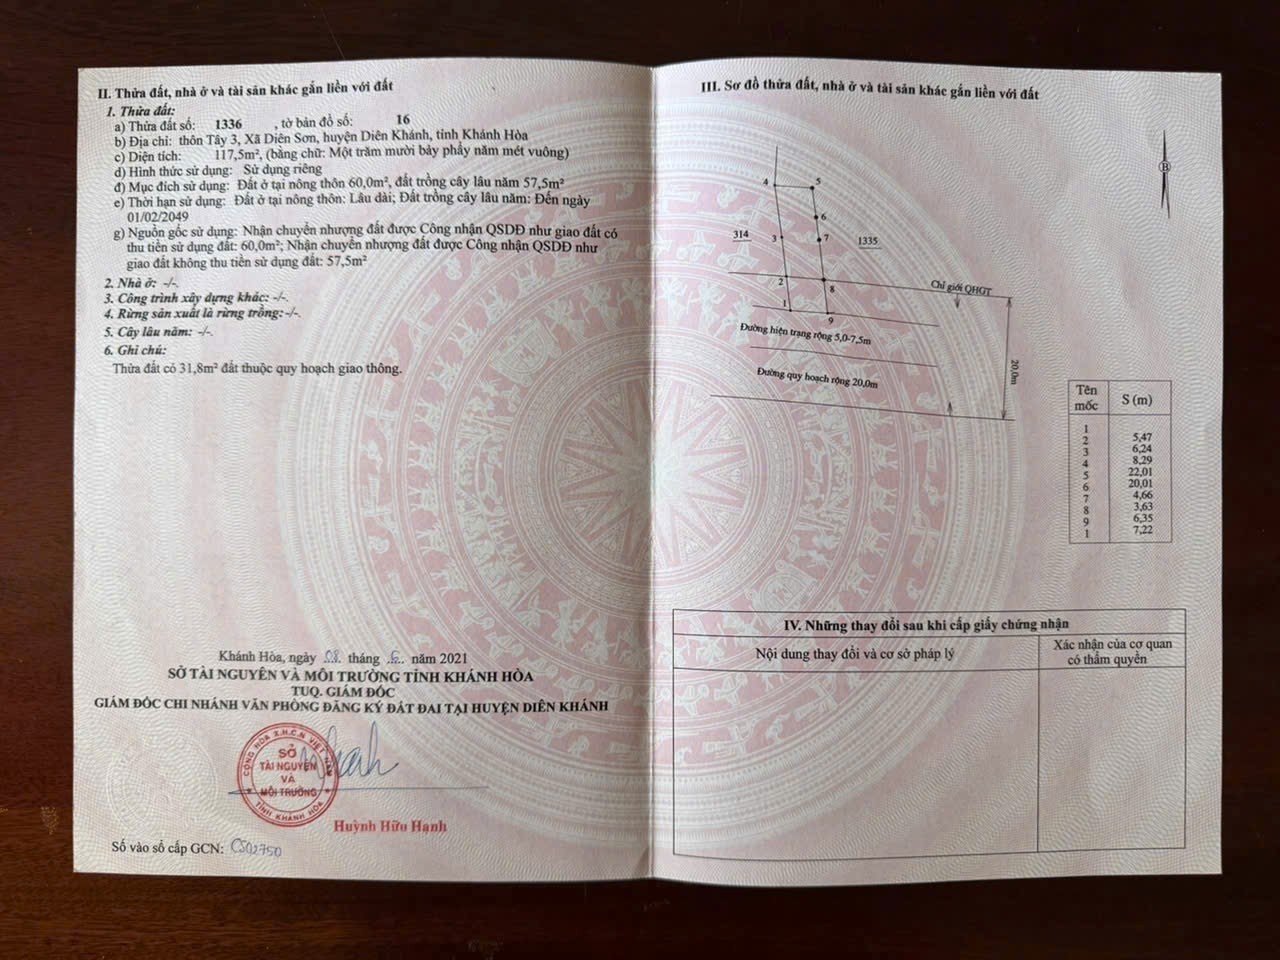 II. Thửa đất, nhà ở và tài sản khác gắn liền với đất
1. Thửa đất:
a) Thửa đất số: 1336 , tờ bản đồ số: 16
b) Địa chỉ: thôn Tây 3, Xã Diên Sơn, huyện Diên Khánh, tỉnh Khánh Hòa
c) Diện tích: 117,5m², (bằng chữ: Một trăm mười bảy phẩy năm mét vuông)
d) Hình thức sử dụng: Sử dụng riêng
đ) Mục đích sử dụng: Đất ở tại nông thôn 60,0m², đất trồng cây lâu năm 57,5m²
e) Thời hạn sử dụng: Đất ở tại nông thôn: Lâu dài; Đất trồng cây lâu năm: Đến ngày
01/02/2049
g) Nguồn gốc sử dụng: Nhận chuyển nhượng đất được Công nhận QSDĐ như giao đất có
thu tiền sử dụng đất: 60,0m²; Nhận chuyển nhượng đất được Công nhận QSDĐ như
giao đất không thu tiền sử dụng đất: 57,5m²
2. Nhà ở: -/-.
3. Công trình xây dựng khác: -/-.
4. Rừng sản xuất là rừng trồng:-/-.
5. Cây lâu năm: -/-.
6. Ghi chú:
Thửa đất có 31,8m² đất thuộc quy hoạch giao thông.
Khánh Hòa, ngày 08 tháng 6 năm 2021
SỞ TÀI NGUYÊN VÀ MÔI TRƯỜNG TỈNH KHÁNH HÒA
TUQ. GIÁM ĐỐC
GIÁM ĐỐC CHI NHÁNH VĂN PHÒNG ĐĂNG KÝ ĐẤT ĐAI TẠI HUYỆN DIÊN KHÁNH
CỘNG HÒA X.H.C.N VIỆT NAM
SỞ
TÀI NGUYÊN
VÀ
MÔI TRƯỜNG
TỈNH KHÁNH HÒA
Huỳnh Hữu Hạnh
Số vào sổ cấp GCN: CS02750
III. Sơ đồ thửa đất, nhà ở và tài sản khác gắn liền với đất
B
4 5
6
314 3 7 1335
2 8
Chỉ giới QHGT
1 9
Đường hiện trạng rộng 5,0-7,5m
Đường quy hoạch rộng 20,0m
20,0m
Tên mốc S (m)
1
2 5,47
3 6,24
4 8,29
5 22,01
6 20,01
7 4,66
8 3,63
9 6,35
1 7,22
IV. Những thay đổi sau khi cấp giấy chứng nhận
Nội dung thay đổi và cơ sở pháp lý
Xác nhận của cơ quan
có thẩm quyền